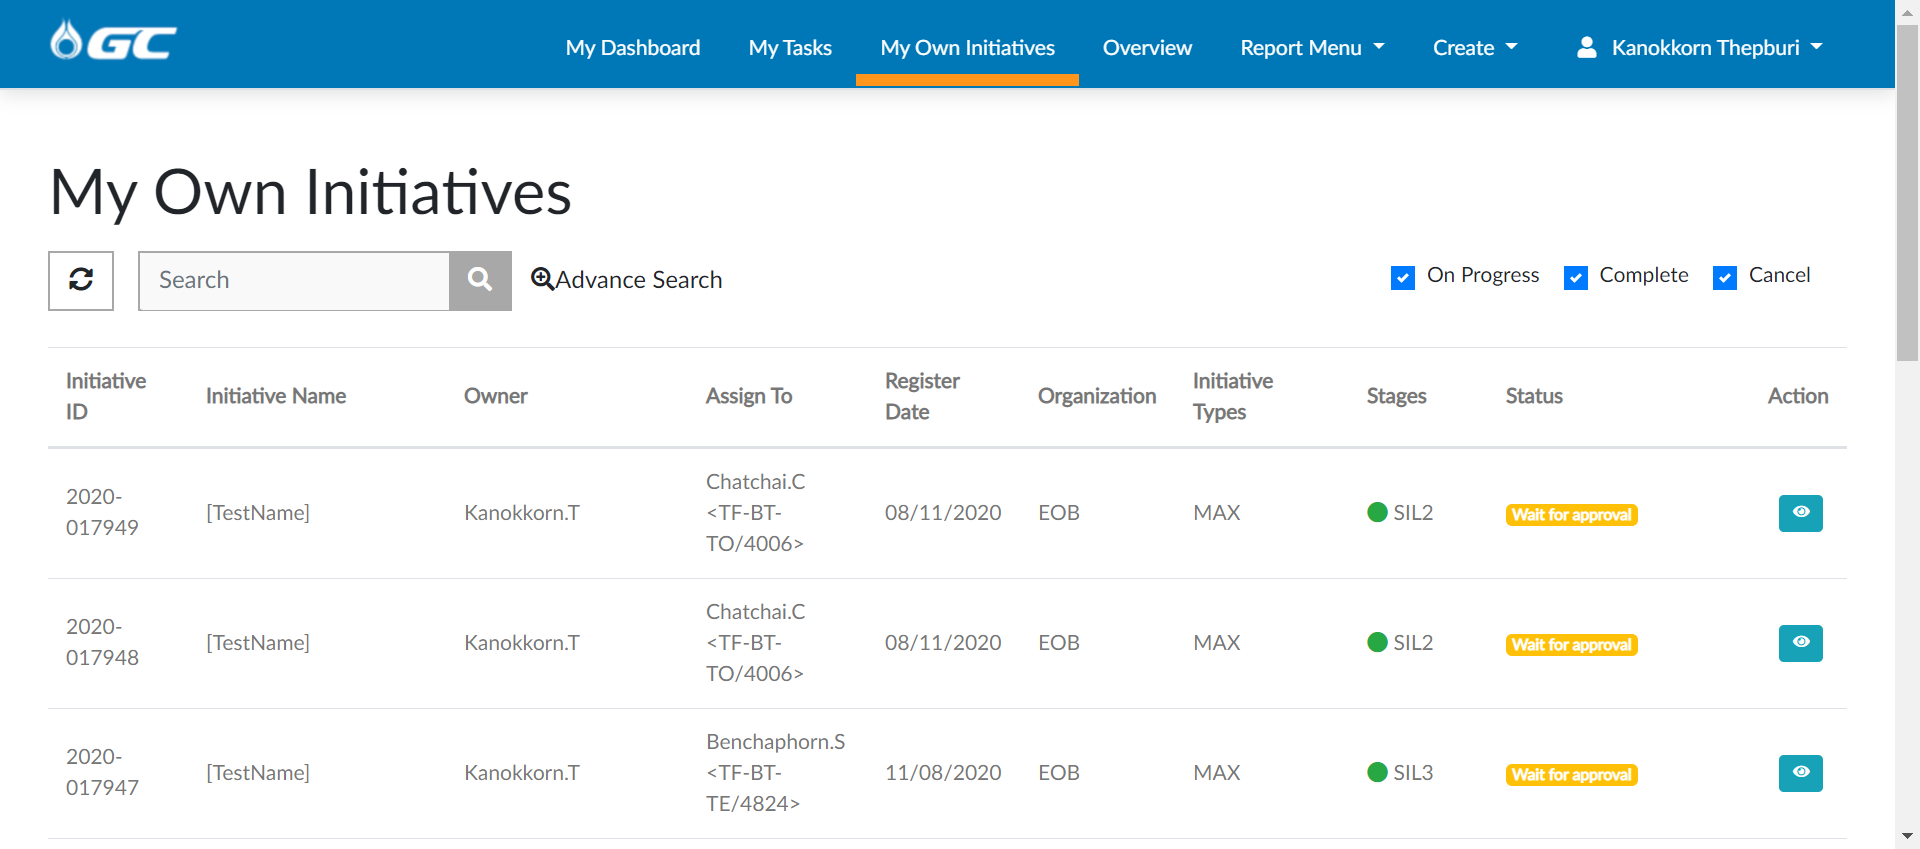 GC
My Dashboard
My Tasks
My Own Initiatives
Overview
Report Menu
Create
Kanokkorn Thepburi
My Own Initiatives
Search
Advance Search
On Progress
Complete
Cancel
Initiative
ID
Initiative Name
Owner
Assign To
Register
Date
Organization
Initiative
Types
Stages
Status
Action
2020-
017949
[TestName]
Kanokkorn.T
Chatchai.C
<TF-BT-
TO/4006>
08/11/2020
EOB
MAX
SIL2
Wait for approval
2020-
017948
[TestName]
Kanokkorn.T
Chatchai.C
<TF-BT-
TO/4006>
08/11/2020
EOB
MAX
SIL2
Wait for approval
2020-
017947
[TestName]
Kanokkorn.T
Benchaphorn.S
<TF-BT-
TE/4824>
11/08/2020
EOB
MAX
SIL3
Wait for approval